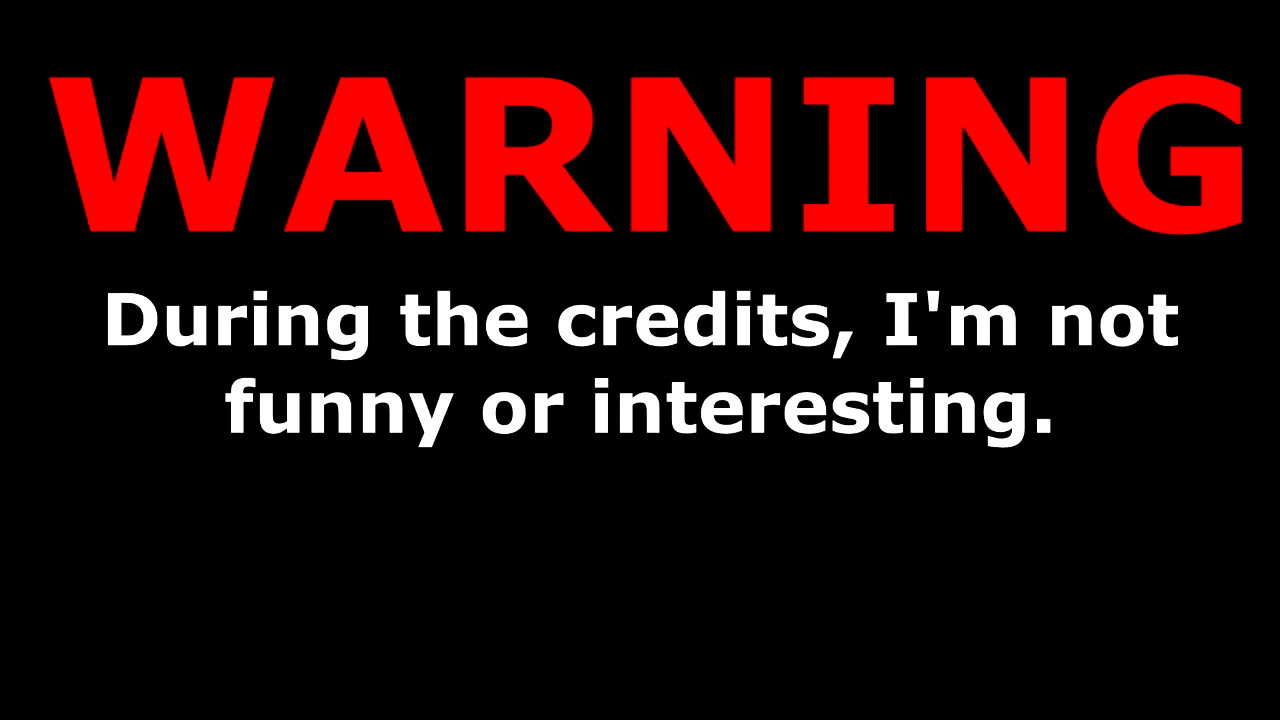 WARNING
During the credits, I'm not
funny or interesting.